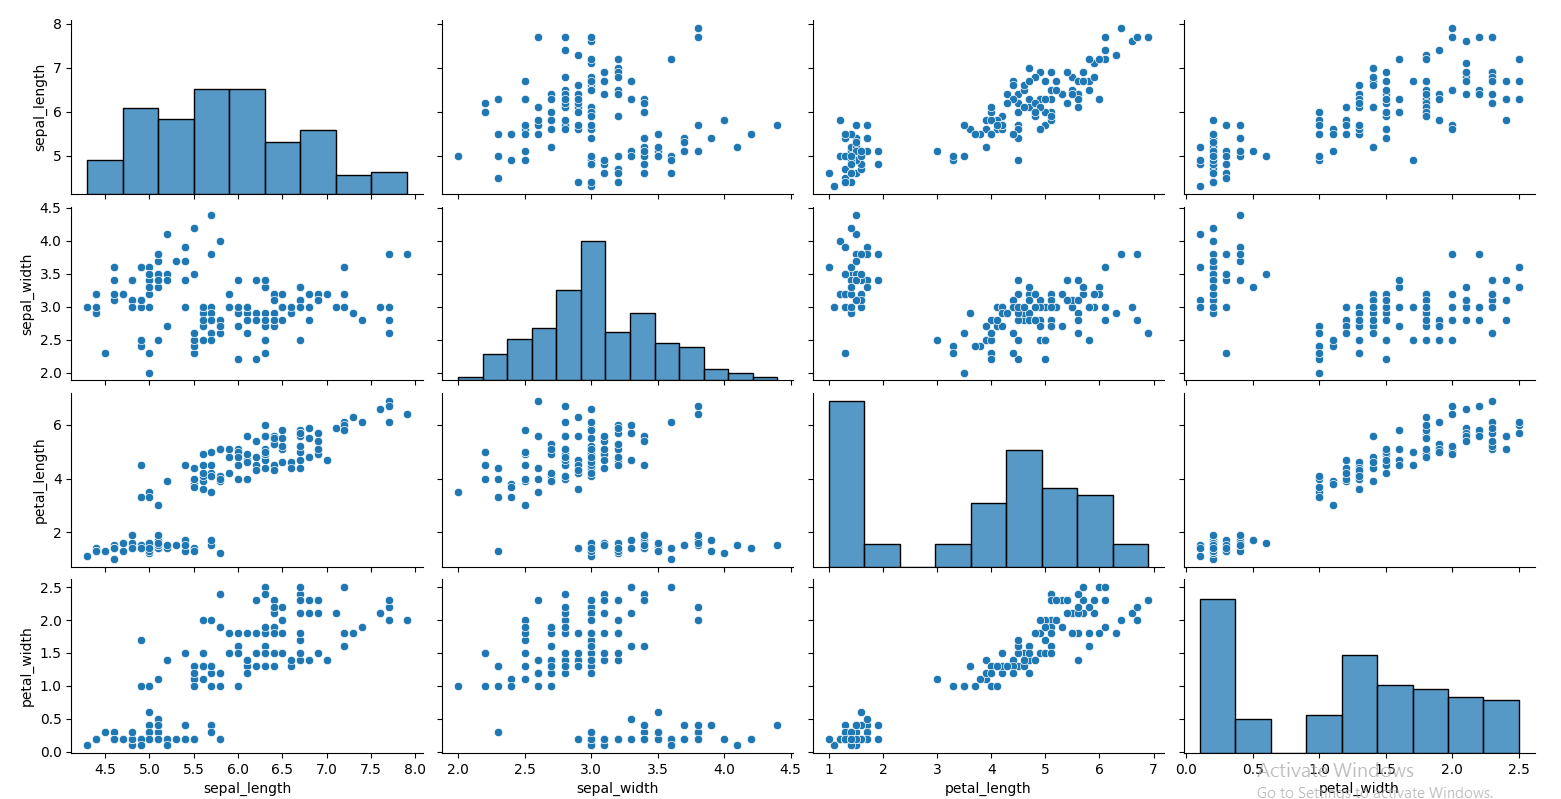 8
7
6
5
sepal_length
4.5
4.0
3.5
3.0
2.5
2.0
sepal_width
6
4
2
petal_length
2.5
2.0
1.5
1.0
0.5
0.0
petal_width
4.5 5.0 5.5 6.0 6.5 7.0 7.5 8.0 2.0 2.5 3.0 3.5 4.0 4.5 1 2 3 4 5 6 7 0.0 0.5 1.0 1.5 2.0 2.5
sepal_length sepal_width petal_length petal_width
Activate Windows
Go to Settings to activate Windows.